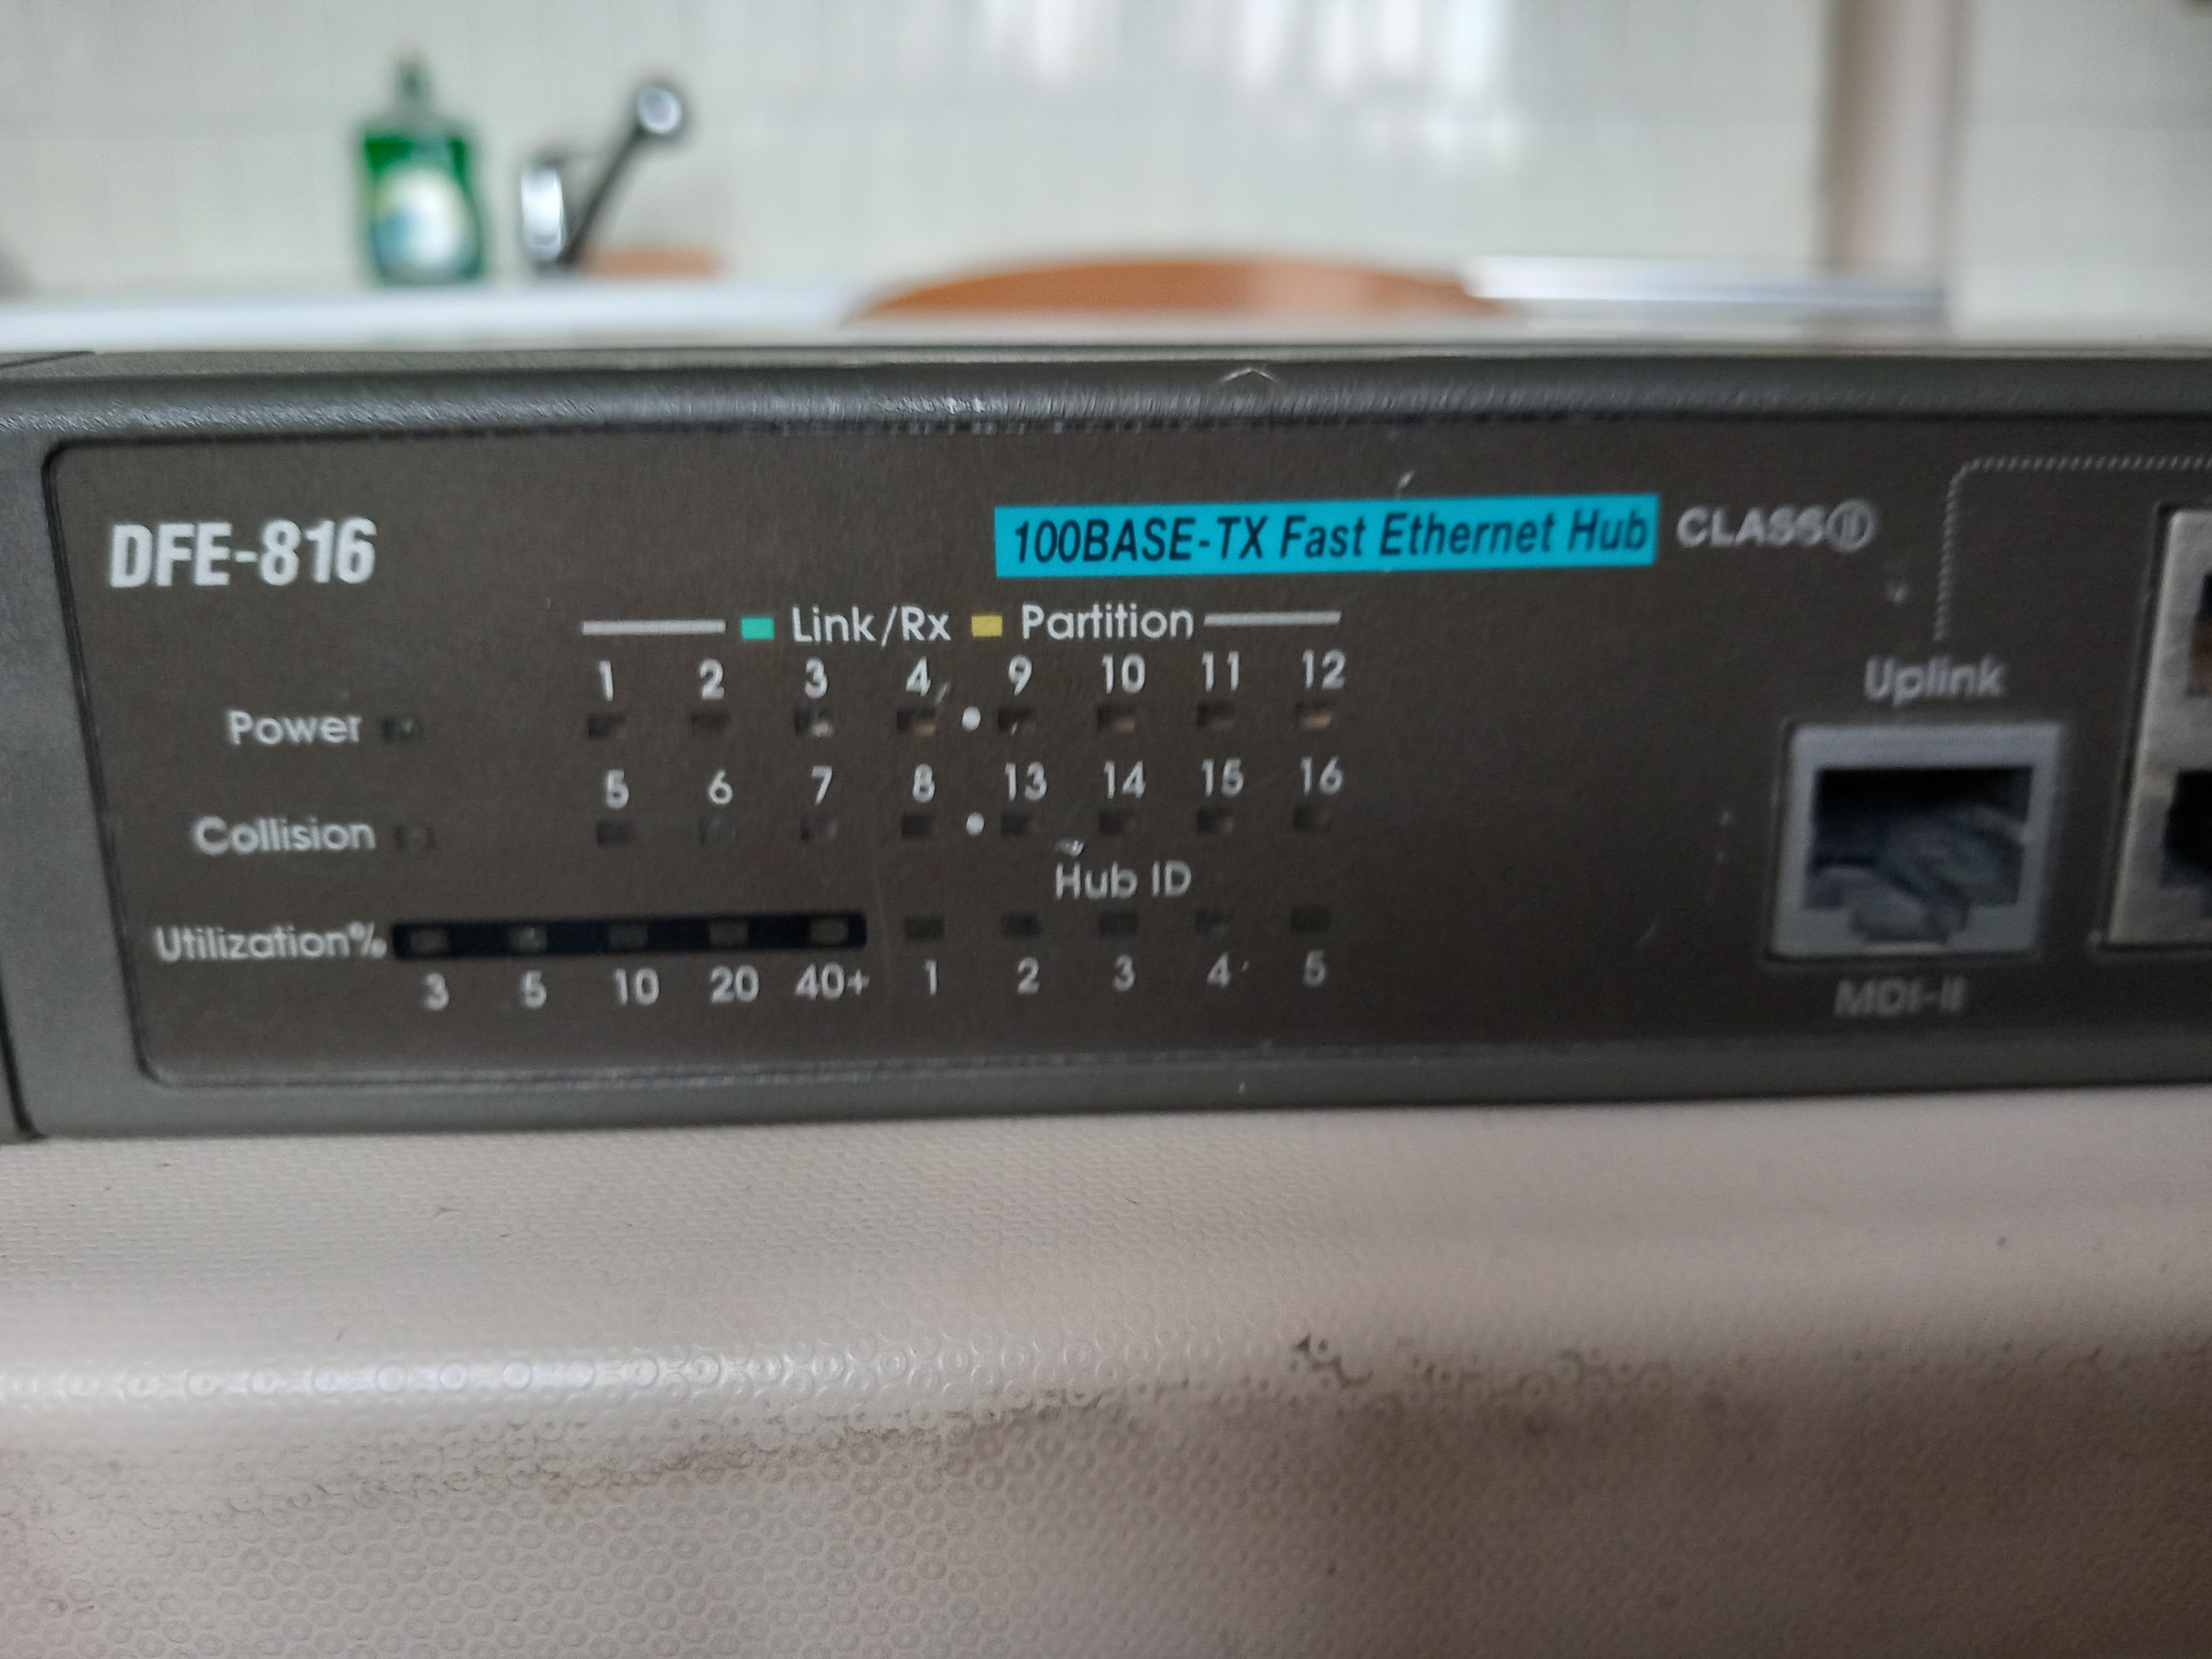 DFE-816
100BASE-TX Fast Ethernet Hub CLASS II
Link/Rx Partition
1 2 3 4 9 10 11 12
Power
5 6 7 8 13 14 15 16
Collision
Hub ID
Utilization%
3 5 10 20 40+ 1 2 3 4 5
Uplink
MDI-II